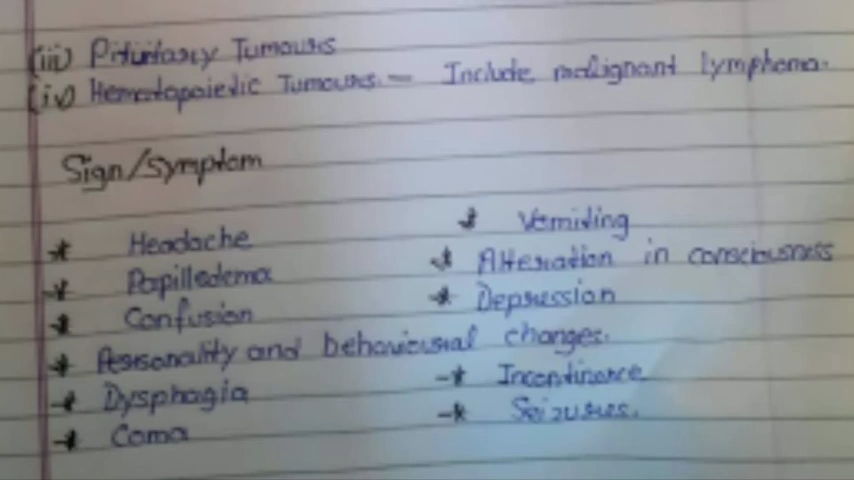 (iii) Pituitary Tumours
(iv) Hematopoietic Tumours. — Include malignant lymphoma.
Sign/symptom
* Headache * Vomiting
* Papilledema * Alteration in consciousness
* Confusion * Depression
* Personality and behavioural changes.
* Dysphagia * Incontinence
* Coma * Seizures.